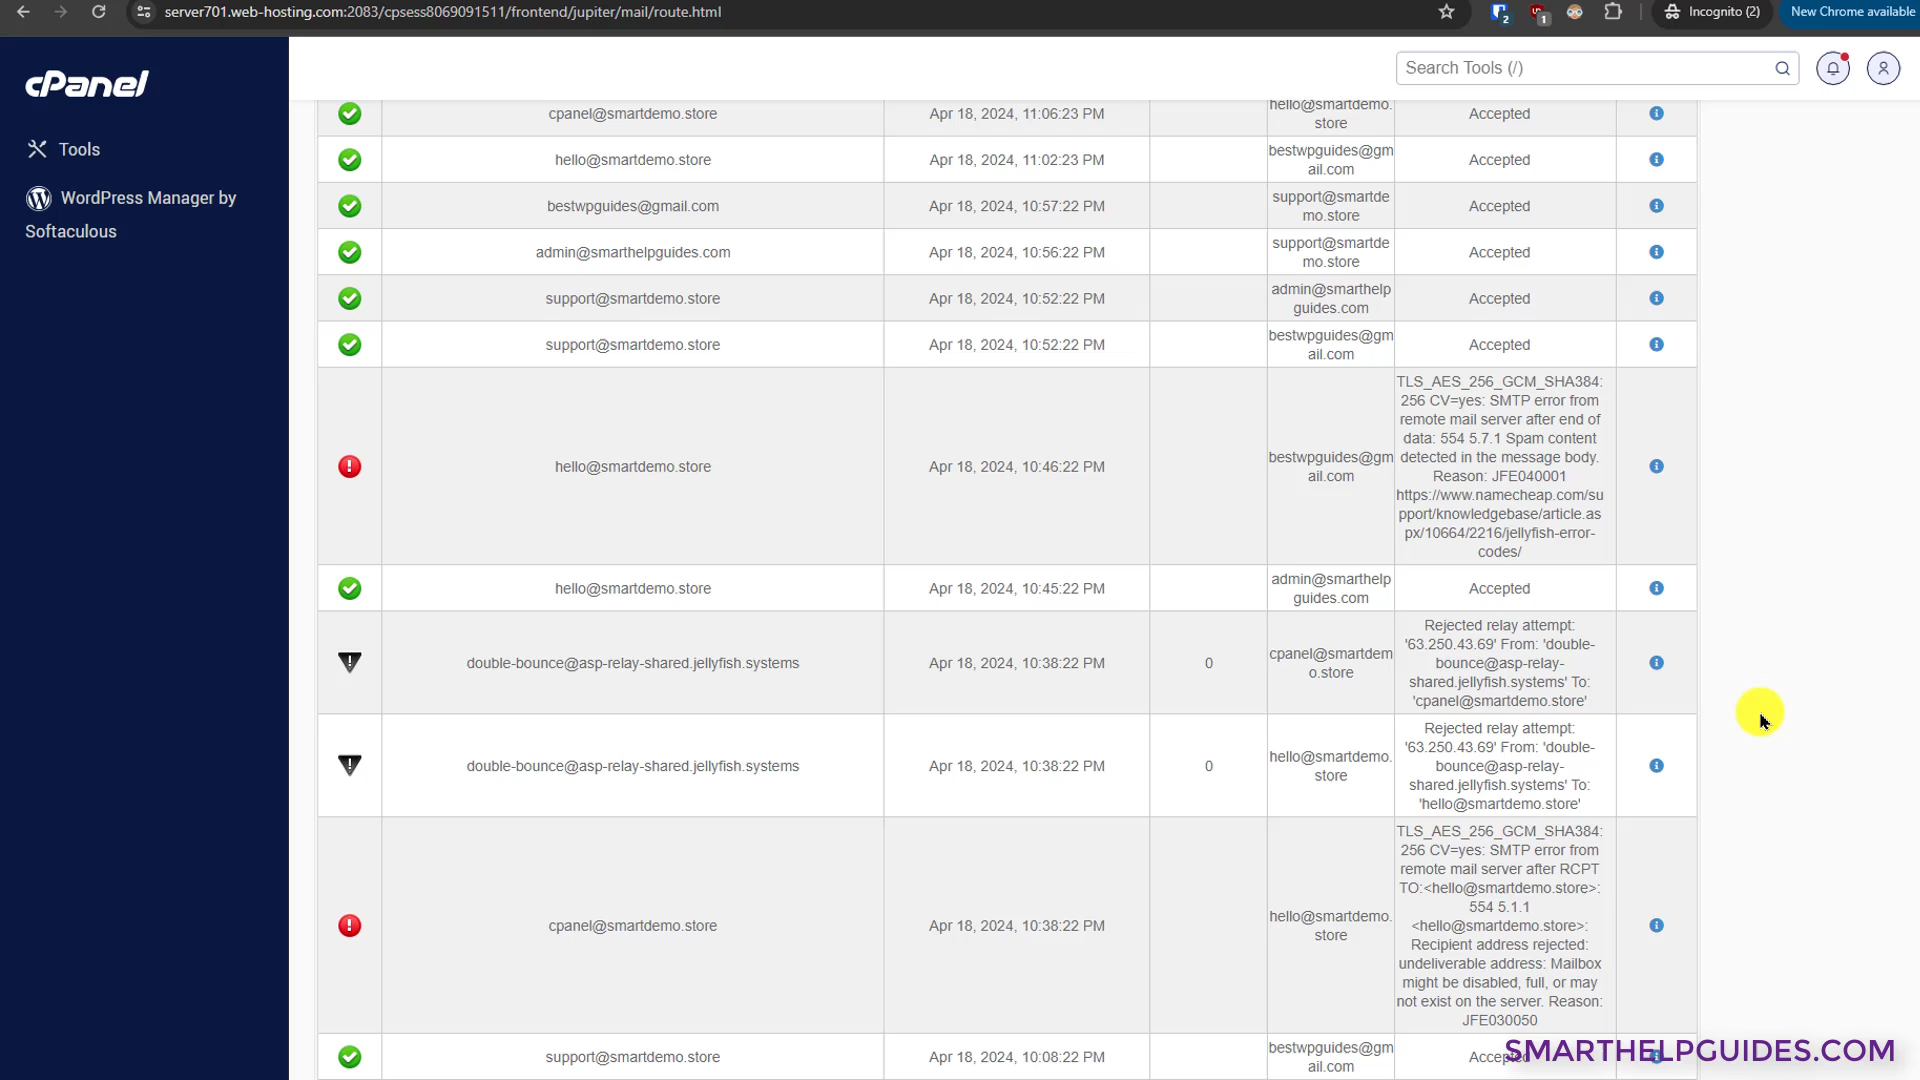 server701.web-hosting.com:2083/cpsess8069091511/frontend/jupiter/mail/route.html
2
1
Incognito (2)
New Chrome available
cPanel
Search Tools (/)
Tools
WordPress Manager by
Softaculous
cpanel@smartdemo.store
Apr 18, 2024, 11:06:23 PM
hello@smartdemo.
store
Accepted
hello@smartdemo.store
Apr 18, 2024, 11:02:23 PM
bestwpguides@gm
ail.com
Accepted
bestwpguides@gmail.com
Apr 18, 2024, 10:57:22 PM
support@smartde
mo.store
Accepted
admin@smarthelpguides.com
Apr 18, 2024, 10:56:22 PM
support@smartde
mo.store
Accepted
support@smartdemo.store
Apr 18, 2024, 10:52:22 PM
admin@smarthelp
guides.com
Accepted
support@smartdemo.store
Apr 18, 2024, 10:52:22 PM
bestwpguides@gm
ail.com
Accepted
hello@smartdemo.store
Apr 18, 2024, 10:46:22 PM
bestwpguides@gm
ail.com
TLS_AES_256_GCM_SHA384:
256 CV=yes: SMTP error from
remote mail server after end of
data: 554 5.7.1 Spam content
detected in the message body.
Reason: JFE040001
https://www.namecheap.com/su
pport/knowledgebase/article.as
px/10664/2216/jellyfish-error-
codes/
hello@smartdemo.store
Apr 18, 2024, 10:45:22 PM
admin@smarthelp
guides.com
Accepted
double-bounce@asp-relay-shared.jellyfish.systems
Apr 18, 2024, 10:38:22 PM
0
cpanel@smartdem
o.store
Rejected relay attempt:
'63.250.43.69' From: 'double-
bounce@asp-relay-
shared.jellyfish.systems' To:
'cpanel@smartdemo.store'
double-bounce@asp-relay-shared.jellyfish.systems
Apr 18, 2024, 10:38:22 PM
0
hello@smartdemo.
store
Rejected relay attempt:
'63.250.43.69' From: 'double-
bounce@asp-relay-
shared.jellyfish.systems' To:
'hello@smartdemo.store'
cpanel@smartdemo.store
Apr 18, 2024, 10:38:22 PM
hello@smartdemo.
store
TLS_AES_256_GCM_SHA384:
256 CV=yes: SMTP error from
remote mail server after RCPT
TO:<hello@smartdemo.store>:
554 5.1.1
<hello@smartdemo.store>:
Recipient address rejected:
undeliverable address: Mailbox
might be disabled, full, or may
not exist on the server. Reason:
JFE030050
support@smartdemo.store
Apr 18, 2024, 10:08:22 PM
bestwpguides@gm
ail.com
Accepted
SMARTHELPGUIDES.COM